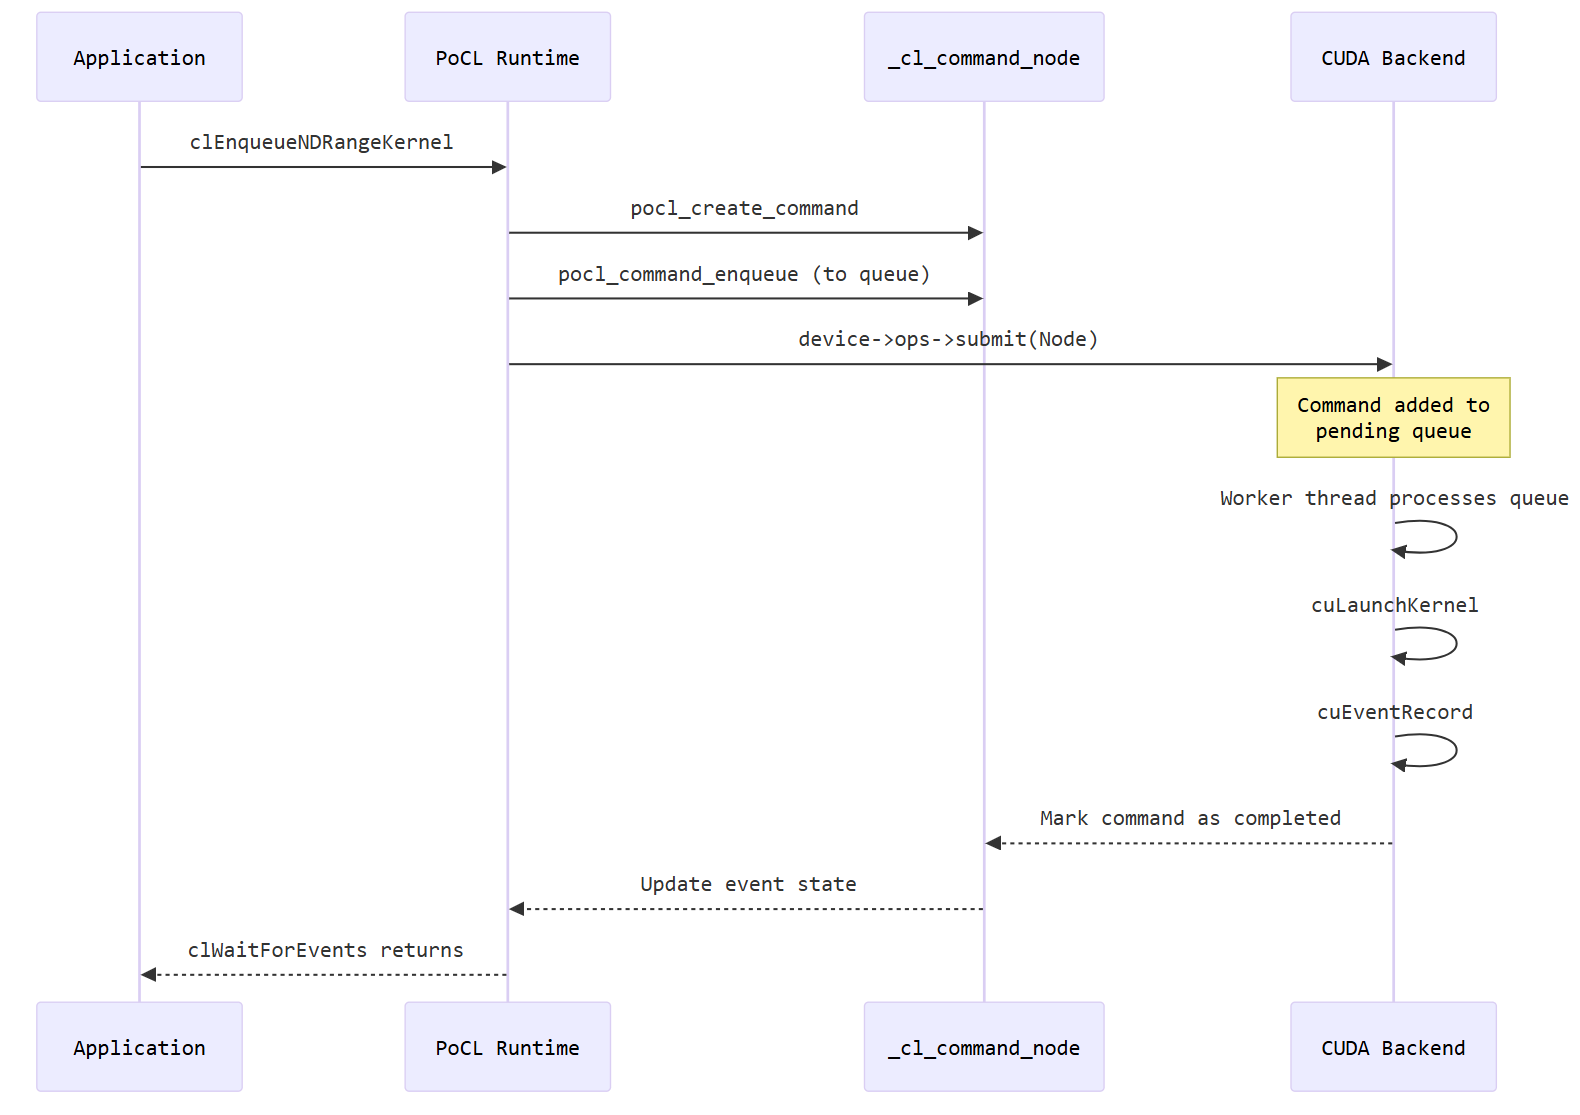 Application
PoCL Runtime
_cl_command_node
CUDA Backend
clEnqueueNDRangeKernel
pocl_create_command
pocl_command_enqueue (to queue)
device->ops->submit(Node)
Command added to
pending queue
Worker thread processes queue
cuLaunchKernel
cuEventRecord
Mark command as completed
Update event state
clWaitForEvents returns
Application
PoCL Runtime
_cl_command_node
CUDA Backend